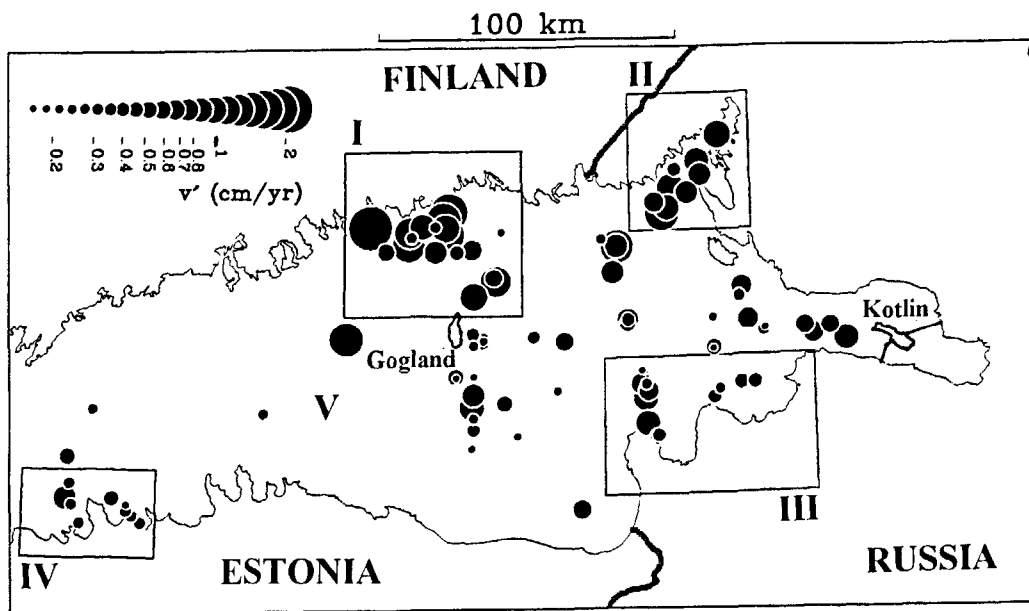 100 km
FINLAND
II
I
0.2
0.3
0.4
0.5
0.6
0.7
0.8
1
2
v' (cm/yr)
Kotlin
Gogland
V
III
IV
ESTONIA
RUSSIA